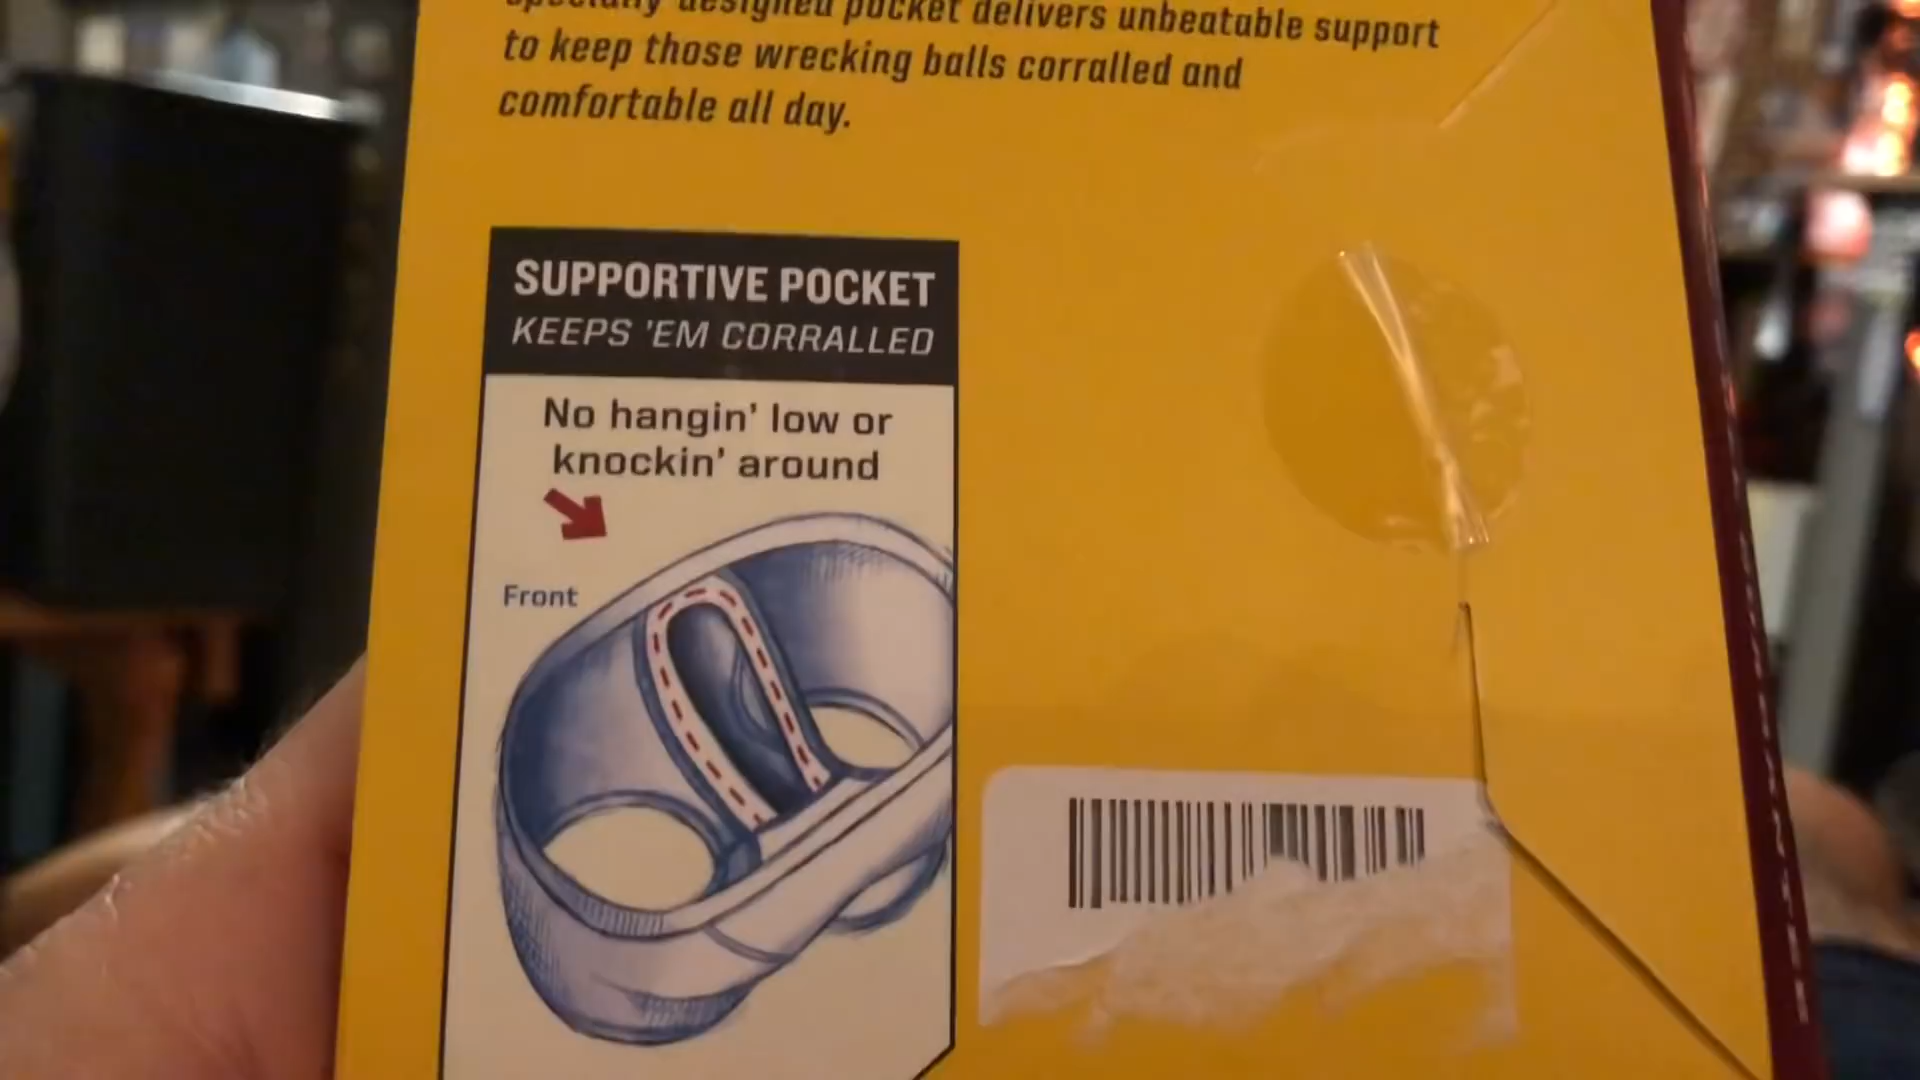 specially designed pocket delivers unbeatable support
to keep those wrecking balls corralled and
comfortable all day.
SUPPORTIVE POCKET
KEEPS 'EM CORRALLED
No hangin' low or
knockin' around
Front